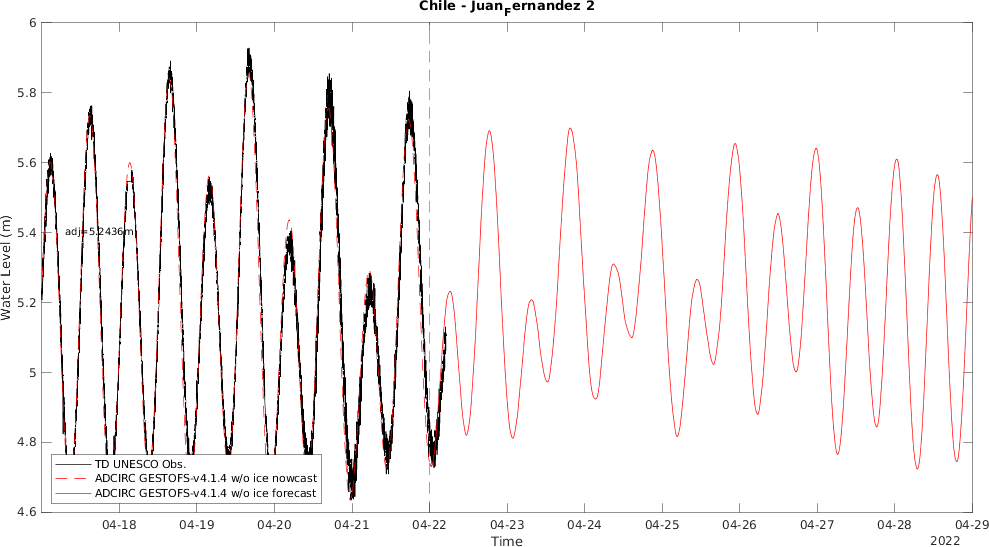 Chile - Juan_Fernandez 2
Water Level (m)
6
5.8
5.6
5.4
5.2
5
4.8
4.6
adj=5.2436m
TD UNESCO Obs.
ADCIRC GESTOFS-v4.1.4 w/o ice nowcast
ADCIRC GESTOFS-v4.1.4 w/o ice forecast
04-18 04-19 04-20 04-21 04-22 04-23 04-24 04-25 04-26 04-27 04-28 04-29
Time
2022